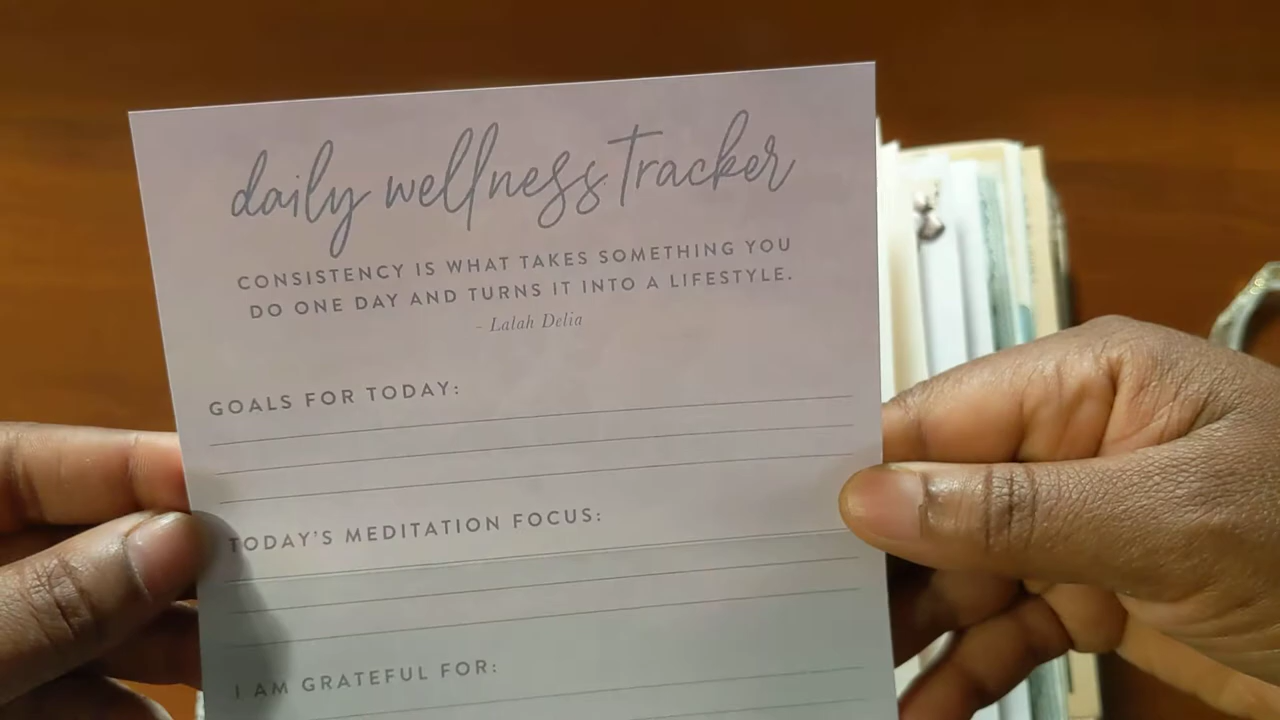 daily wellness tracker
CONSISTENCY IS WHAT TAKES SOMETHING YOU
DO ONE DAY AND TURNS IT INTO A LIFESTYLE.
- Lalah Delia
GOALS FOR TODAY:
TODAY'S MEDITATION FOCUS:
I AM GRATEFUL FOR: